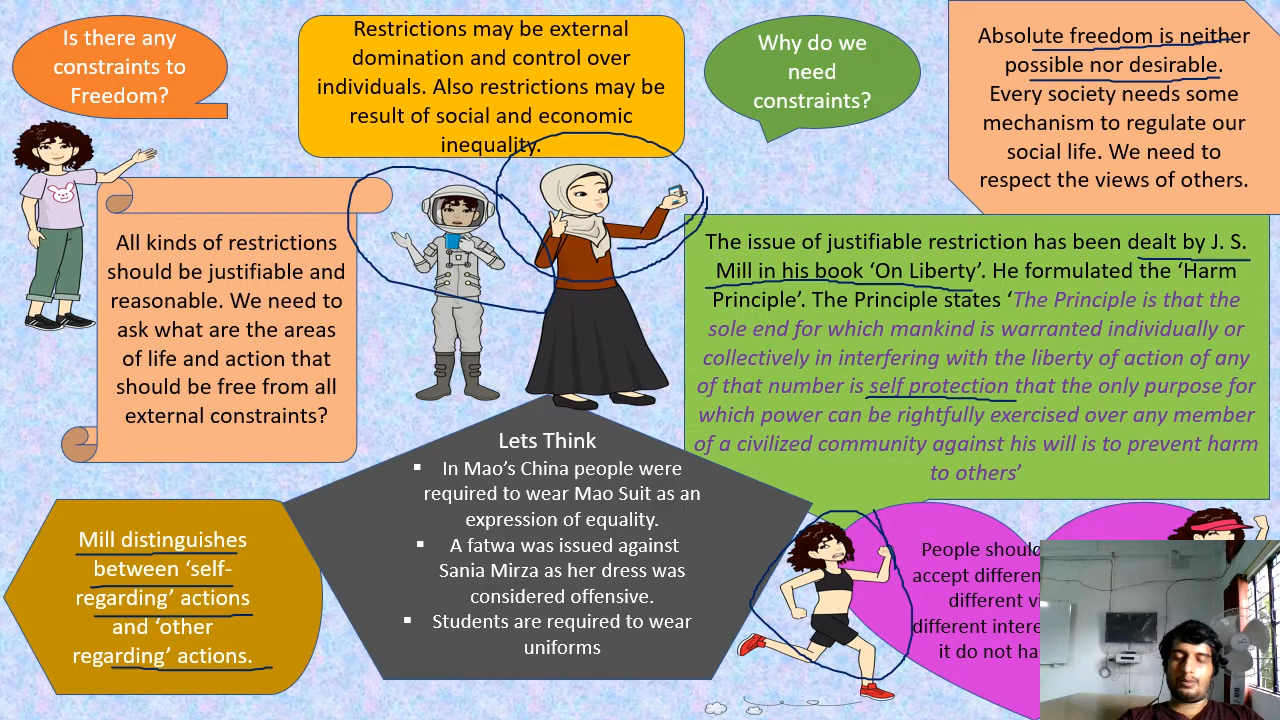 Is there any
constraints to
Freedom?
Restrictions may be external
domination and control over
individuals. Also restrictions may be
result of social and economic
inequality.
Why do we
need
constraints?
Absolute freedom is neither
possible nor desirable.
Every society needs some
mechanism to regulate our
social life. We need to
respect the views of others.
All kinds of restrictions
should be justifiable and
reasonable. We need to
ask what are the areas
of life and action that
should be free from all
external constraints?
The issue of justifiable restriction has been dealt by J. S.
Mill in his book ‘On Liberty’. He formulated the ‘Harm
Principle’. The Principle states ‘The Principle is that the
sole end for which mankind is warranted individually or
collectively in interfering with the liberty of action of any
of that number is self protection that the only purpose for
which power can be rightfully exercised over any member
of a civilized community against his will is to prevent harm
to others’
Lets Think
▪ In Mao’s China people were
required to wear Mao Suit as an
expression of equality.
▪ A fatwa was issued against
Sania Mirza as her dress was
considered offensive.
▪ Students are required to wear
uniforms
Mill distinguishes
between ‘self-
regarding’ actions
and ‘other
regarding’ actions.
People
accept
different
different
it do not